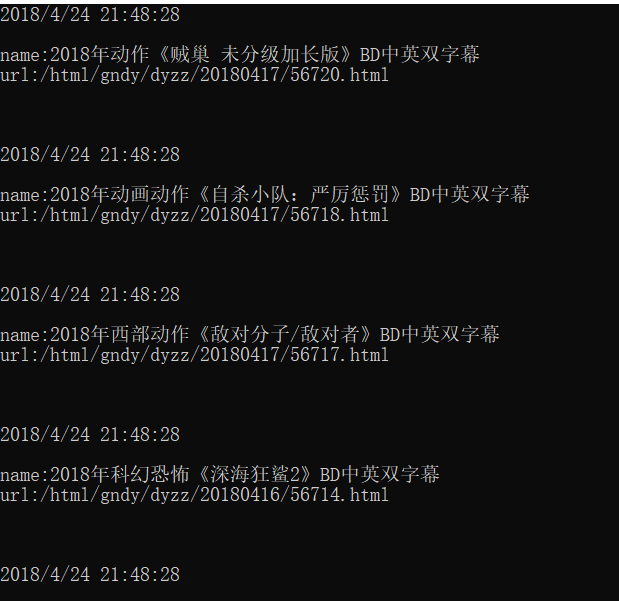 2018/4/24 21:48:28
name:2018年动作《贼巢 未分级加长版》BD中英双字幕
url:/html/gndy/dyzz/20180417/56720.html
2018/4/24 21:48:28
name:2018年动画动作《自杀小队：严厉惩罚》BD中英双字幕
url:/html/gndy/dyzz/20180417/56718.html
2018/4/24 21:48:28
name:2018年西部动作《敌对分子/敌对者》BD中英双字幕
url:/html/gndy/dyzz/20180417/56717.html
2018/4/24 21:48:28
name:2018年科幻恐怖《深海狂鲨2》BD中英双字幕
url:/html/gndy/dyzz/20180416/56714.html
2018/4/24 21:48:28